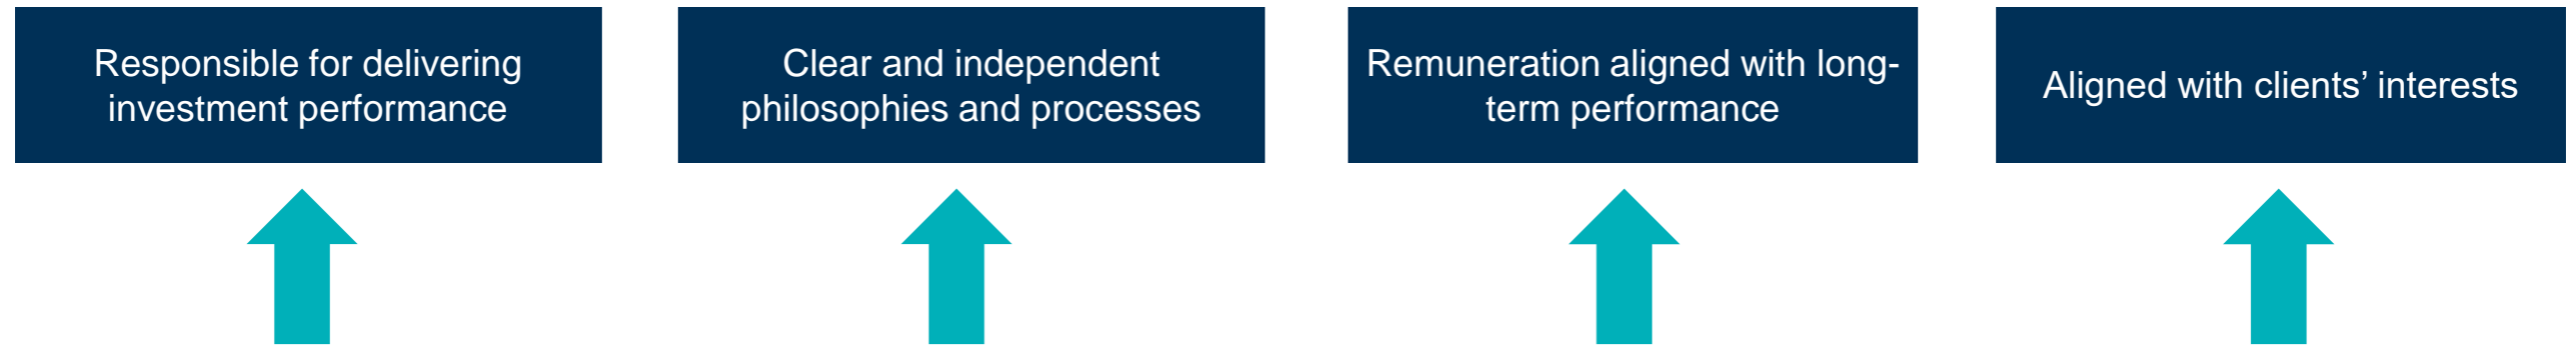 Responsible for delivering
investment performance
Clear and independent
philosophies and processes
Remuneration aligned with long-
term performance
Aligned with clients’ interests